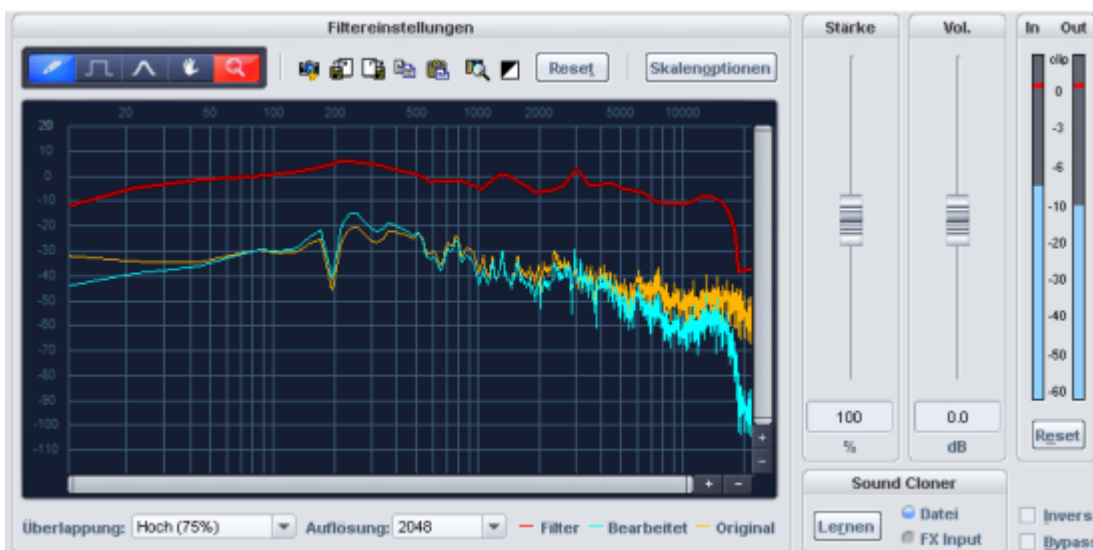 Filtereinstellungen
Stärke
Vol.
In Out
Reset
Skalenoptionen
20 50 100 200 500 1000 2000 5000 10000
20
10
0
-10
-20
-30
-40
-50
-60
-70
-80
-90
-100
-110
clip
0
-3
-6
-10
-20
-30
-40
-50
-60
100
%
0.0
dB
Reset
Überlappung: Hoch (75%) Auflösung: 2048 Filter Bearbeitet Original
Sound Cloner
Lernen
Datei
FX Input
Invers
Bypass